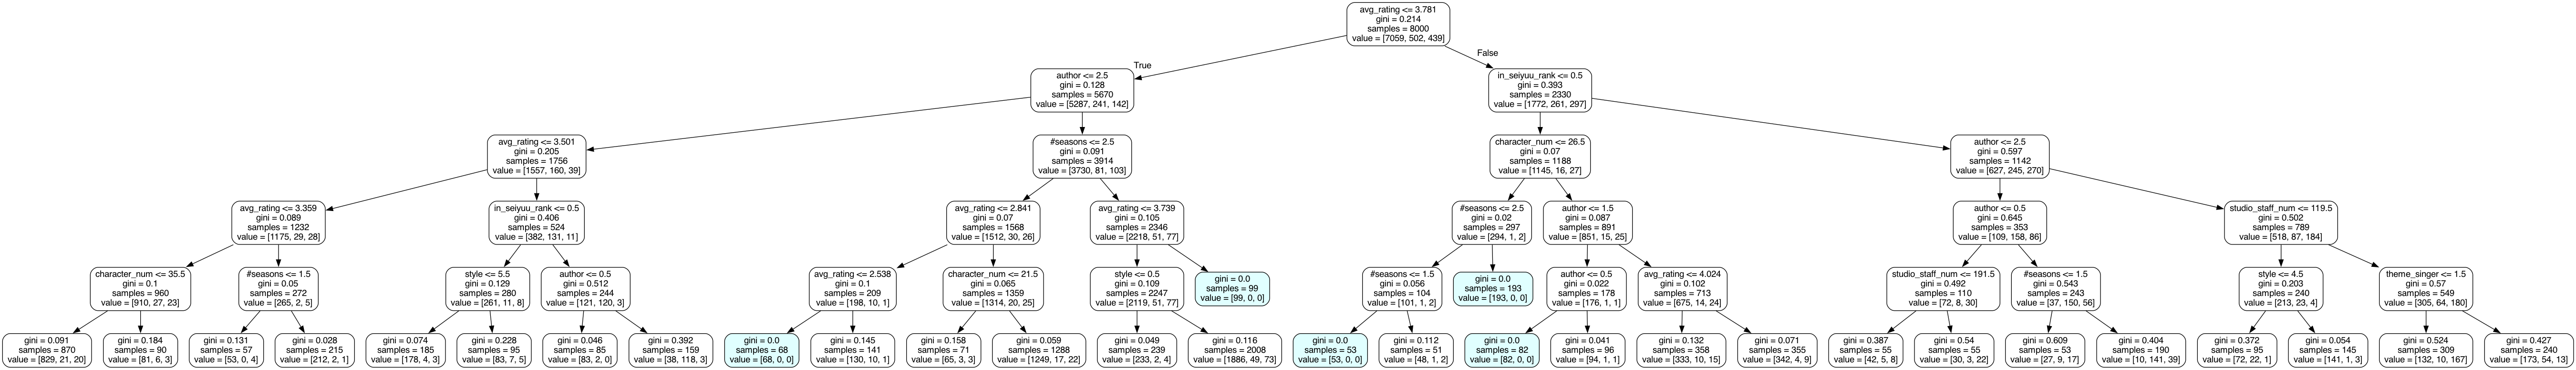 avg_rating <= 3.781
gini = 0.214
samples = 8000
value = [7059, 502, 439]
True
False
author <= 2.5
gini = 0.128
samples = 5670
value = [5287, 241, 142]
in_seiyuu_rank <= 0.5
gini = 0.393
samples = 2330
value = [1772, 261, 297]
avg_rating <= 3.501
gini = 0.205
samples = 1756
value = [1557, 160, 39]
#seasons <= 2.5
gini = 0.091
samples = 3914
value = [3730, 81, 103]
character_num <= 26.5
gini = 0.07
samples = 1188
value = [1145, 16, 27]
author <= 2.5
gini = 0.597
samples = 1142
value = [627, 245, 270]
avg_rating <= 3.359
gini = 0.089
samples = 1232
value = [1175, 29, 28]
in_seiyuu_rank <= 0.5
gini = 0.406
samples = 524
value = [382, 131, 11]
avg_rating <= 2.841
gini = 0.07
samples = 1568
value = [1512, 30, 26]
avg_rating <= 3.739
gini = 0.105
samples = 2346
value = [2218, 51, 77]
#seasons <= 2.5
gini = 0.02
samples = 297
value = [294, 1, 2]
author <= 1.5
gini = 0.087
samples = 891
value = [851, 15, 25]
author <= 0.5
gini = 0.645
samples = 353
value = [109, 158, 86]
studio_staff_num <= 119.5
gini = 0.502
samples = 789
value = [518, 87, 184]
character_num <= 35.5
gini = 0.1
samples = 960
value = [910, 27, 23]
#seasons <= 1.5
gini = 0.05
samples = 272
value = [265, 2, 5]
style <= 5.5
gini = 0.129
samples = 280
value = [261, 11, 8]
author <= 0.5
gini = 0.512
samples = 244
value = [121, 120, 3]
avg_rating <= 2.538
gini = 0.1
samples = 209
value = [198, 10, 1]
character_num <= 21.5
gini = 0.065
samples = 1359
value = [1314, 20, 25]
style <= 0.5
gini = 0.109
samples = 2247
value = [2119, 51, 77]
gini = 0.0
samples = 99
value = [99, 0, 0]
#seasons <= 1.5
gini = 0.056
samples = 104
value = [101, 1, 2]
gini = 0.0
samples = 193
value = [193, 0, 0]
author <= 0.5
gini = 0.022
samples = 178
value = [176, 1, 1]
avg_rating <= 4.024
gini = 0.102
samples = 713
value = [675, 14, 24]
studio_staff_num <= 191.5
gini = 0.492
samples = 110
value = [72, 8, 30]
#seasons <= 1.5
gini = 0.543
samples = 243
value = [37, 150, 56]
style <= 4.5
gini = 0.203
samples = 240
value = [213, 23, 4]
theme_singer <= 1.5
gini = 0.57
samples = 549
value = [305, 64, 180]
gini = 0.091
samples = 870
value = [829, 21, 20]
gini = 0.184
samples = 90
value = [81, 6, 3]
gini = 0.131
samples = 57
value = [53, 0, 4]
gini = 0.028
samples = 215
value = [212, 2, 1]
gini = 0.074
samples = 185
value = [178, 4, 3]
gini = 0.228
samples = 95
value = [83, 7, 5]
gini = 0.046
samples = 85
value = [83, 2, 0]
gini = 0.392
samples = 159
value = [38, 118, 3]
gini = 0.0
samples = 68
value = [68, 0, 0]
gini = 0.145
samples = 141
value = [130, 10, 1]
gini = 0.158
samples = 71
value = [65, 3, 3]
gini = 0.059
samples = 1288
value = [1249, 17, 22]
gini = 0.049
samples = 239
value = [233, 2, 4]
gini = 0.116
samples = 2008
value = [1886, 49, 73]
gini = 0.0
samples = 53
value = [53, 0, 0]
gini = 0.112
samples = 51
value = [48, 1, 2]
gini = 0.0
samples = 82
value = [82, 0, 0]
gini = 0.041
samples = 96
value = [94, 1, 1]
gini = 0.132
samples = 358
value = [333, 10, 15]
gini = 0.071
samples = 355
value = [342, 4, 9]
gini = 0.387
samples = 55
value = [42, 5, 8]
gini = 0.54
samples = 55
value = [30, 3, 22]
gini = 0.609
samples = 53
value = [27, 9, 17]
gini = 0.404
samples = 190
value = [10, 141, 39]
gini = 0.372
samples = 95
value = [72, 22, 1]
gini = 0.054
samples = 145
value = [141, 1, 3]
gini = 0.524
samples = 309
value = [132, 10, 167]
gini = 0.427
samples = 240
value = [173, 54, 13]